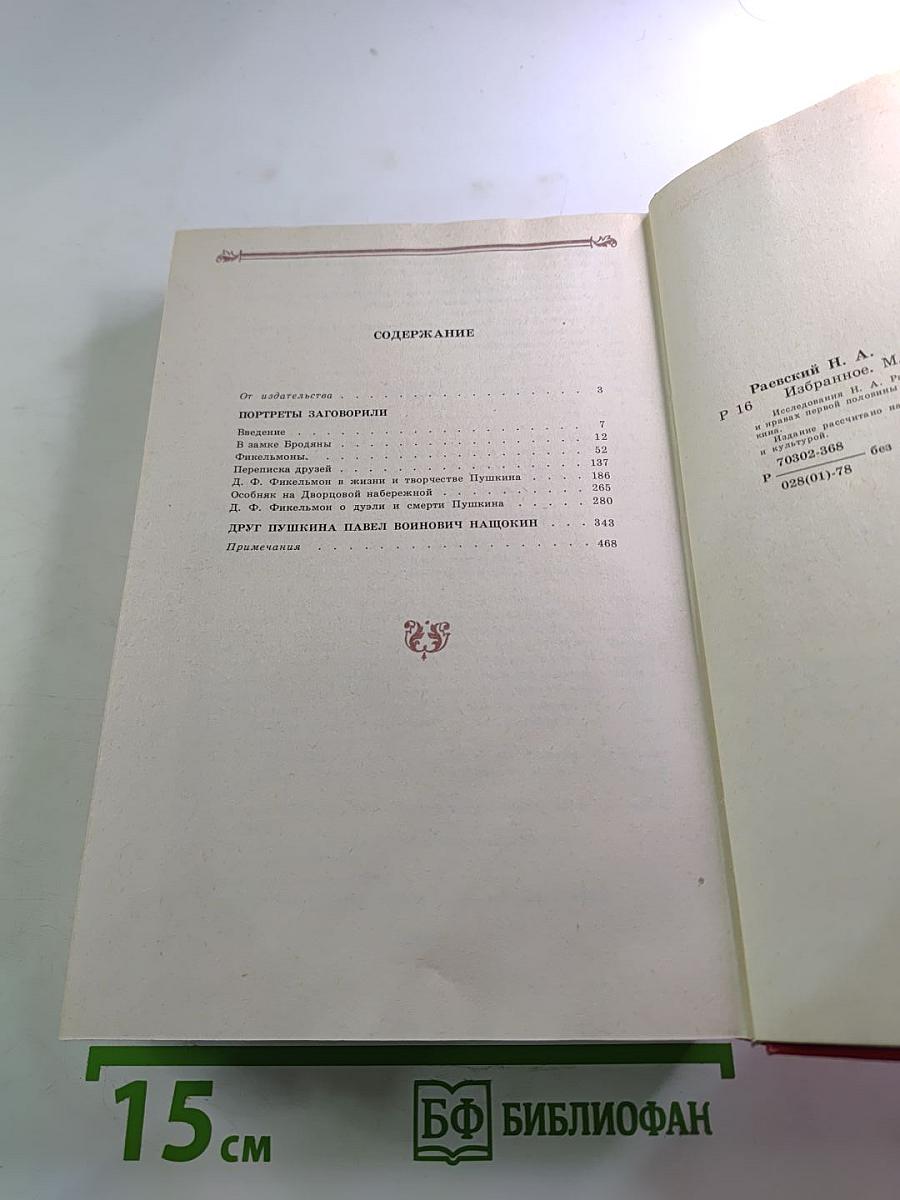 СОДЕРЖАНИЕ
От издательства . . . . . . . . . . . . . . . . 3
ПОРТРЕТЫ ЗАГОВОРИЛИ
Введение . . . . . . . . . . . . . . . . . . 7
В замке Бродяны . . . . . . . . . . . . . . . . 12
Фикельмоны. . . . . . . . . . . . . . . . . . 52
Переписка друзей . . . . . . . . . . . . . . . . 137
Д. Ф. Фикельмон в жизни и творчестве Пушкина . . . . . 186
Особняк на Дворцовой набережной . . . . . . . . . . 265
Д. Ф. Фикельмон о дуэли и смерти Пушкина . . . . . . 280
ДРУГ ПУШКИНА ПАВЕЛ ВОИНОВИЧ НАЩОКИН . . . 343
Примечания . . . . . . . . . . . . . . . . . . 468
Раевский Н. А.
Р 16 Избранное. М.
Исследования Н. А.
и нравах первой половины
кина.
Издание рассчитано
и культурой.
Р 70302-368
028(01)-78 без
15 см
БФ БИБЛИОФАН